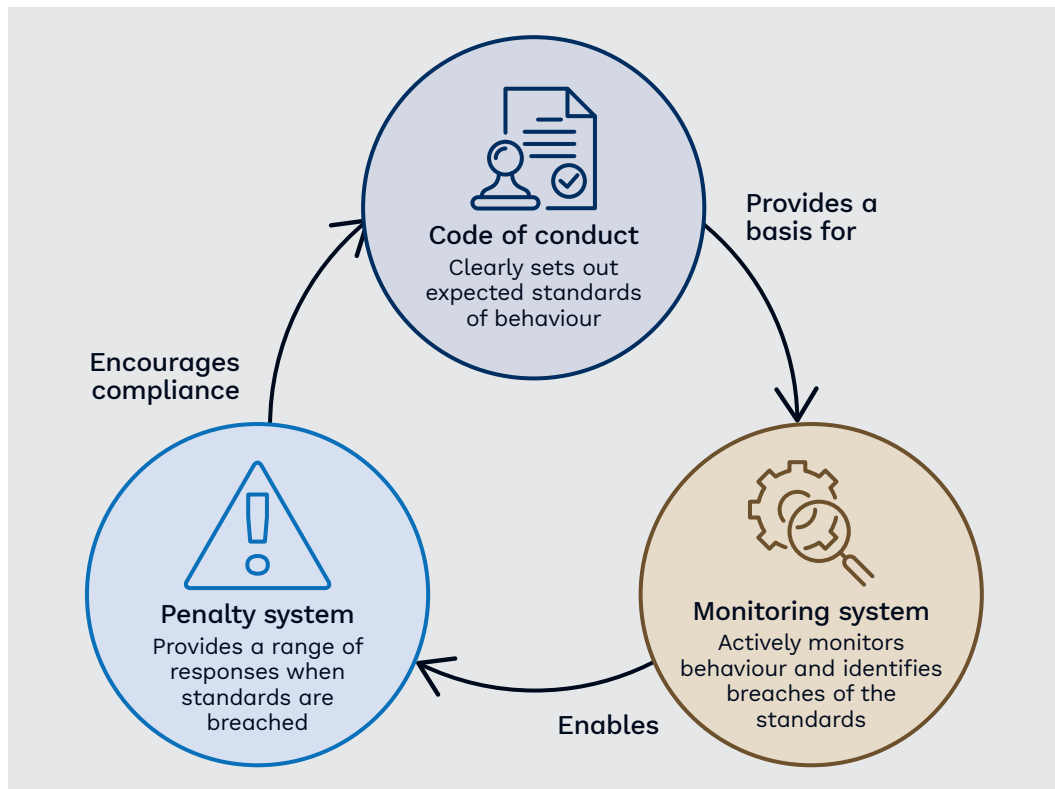 Code of conduct
Clearly sets out
expected standards
of behaviour
Provides a
basis for
Monitoring system
Actively monitors
behaviour and identifies
breaches of the
standards
Enables
Penalty system
Provides a range of
responses when
standards are
breached
Encourages
compliance